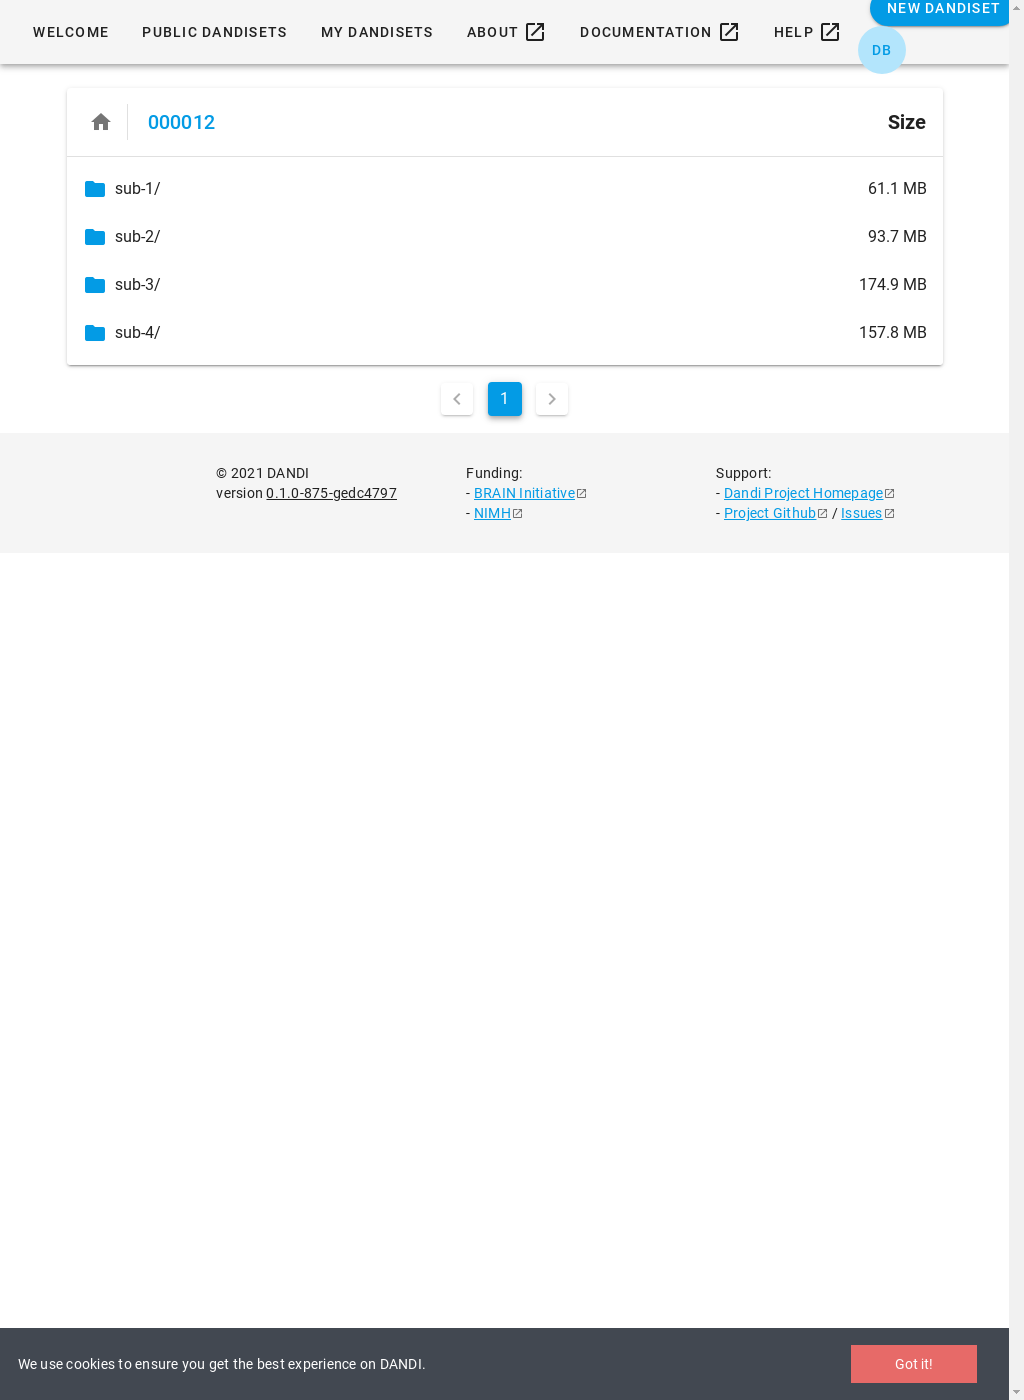 NEW DANDISET
WELCOME PUBLIC DANDISETS MY DANDISETS ABOUT DOCUMENTATION HELP
DB
000012 Size
sub-1/ 61.1 MB
sub-2/ 93.7 MB
sub-3/ 174.9 MB
sub-4/ 157.8 MB
1
© 2021 DANDI Funding: Support:
version 0.1.0-875-gedc4797 - BRAIN Initiative - Dandi Project Homepage
- NIMH - Project Github / Issues
We use cookies to ensure you get the best experience on DANDI. Got it!